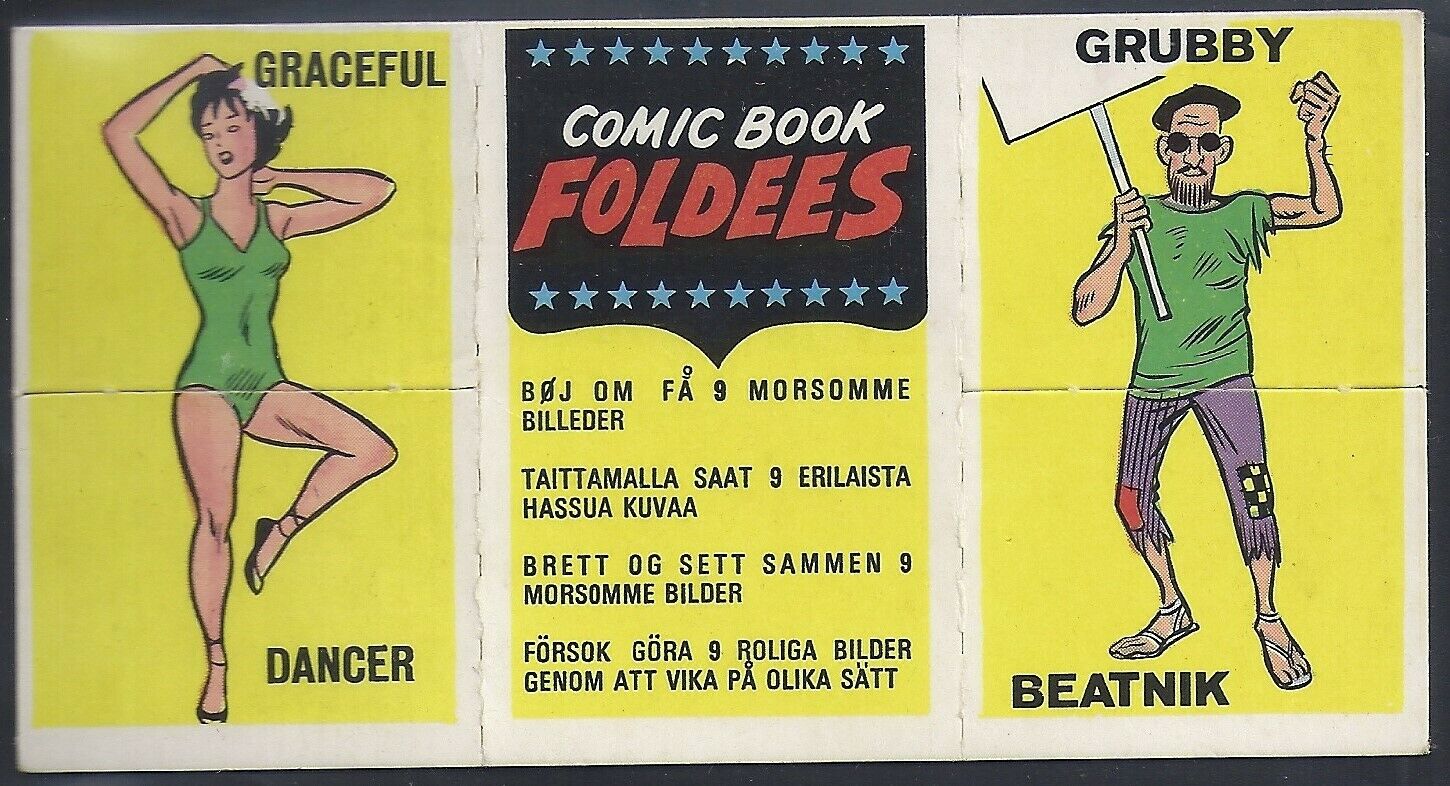 GRACEFUL
DANCER
COMIC BOOK
FOLDEES
BØJ OM FÅ 9 MORSOMME
BILLEDER
TAITTAMALLA SAAT 9 ERILAISTA
HASSUA KUVAA
BRETT OG SETT SAMMEN 9
MORSOMME BILDER
FÖRSOK GÖRA 9 ROLIGA BILDER
GENOM ATT VIKA PÅ OLIKA SÄTT
GRUBBY
BEATNIK